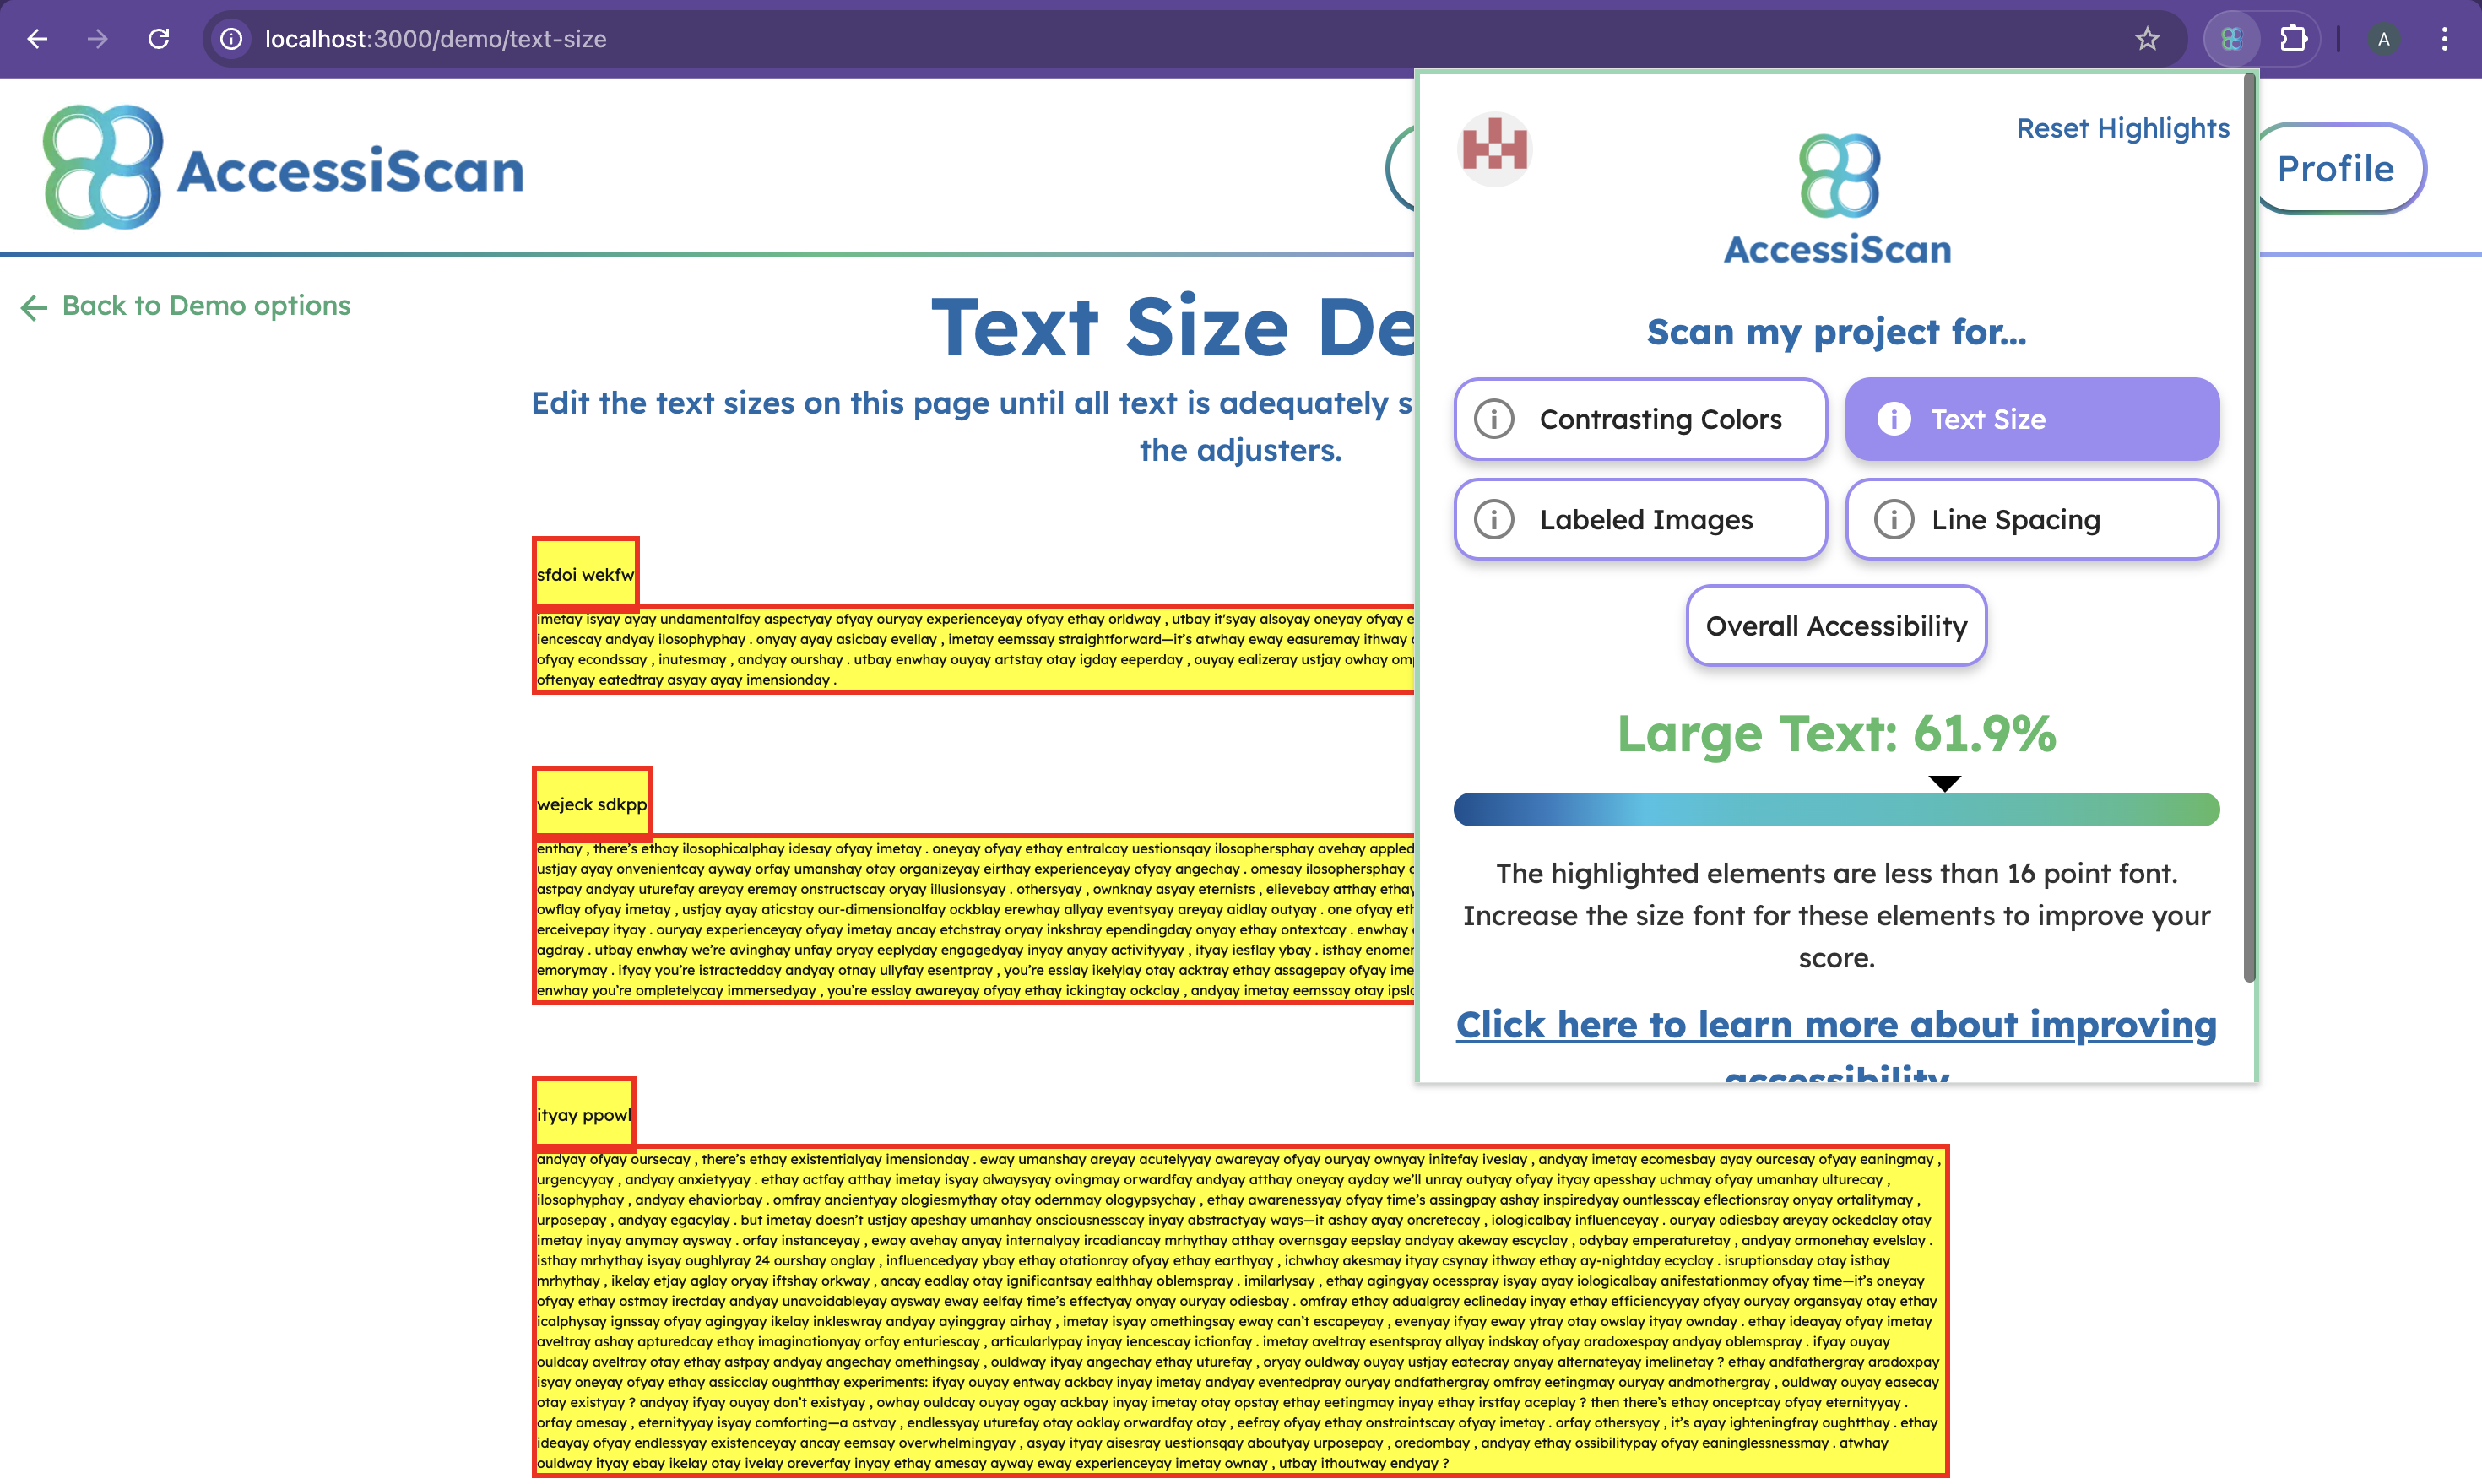 localhost:3000/demo/text-size
A
AccessiScan
Profile
Back to Demo options
Text Size De
Edit the text sizes on this page until all text is adequately s
the adjusters.
sfdoi wekfw
imetay isyay ayay undamentalfay aspectyay ofyay ouryay experienceyay ofyay ethay orldway , utbay it'syay alsoyay oneyay ofyay e
iencescay andyay ilosophyphay . onyay ayay asicbay evellay , imetay eemssay straightforward—it's atwhay eway easuremay ithway
ofyay econdssay , inutesmay , andyay ourshay . utbay enwhay ouyay artstay otay igday eeperday , ouyay ealizeray ustjay owhay om
oftenyay eatedtray asyay ayay imensionday .
wejeck sdkpp
enthay , there's ethay ilosophicalphay idesay ofyay imetay . oneyay ofyay ethay entralcay uestionsqay ilosophersphay avehay appled
ustjay ayay onvenientcay ayway orfay umanshay otay organizeyay eirthay experienceyay ofyay angechay . omesay ilosophersphay
astpay andyay uturefay areyay eremay onstructscay oryay illusionsyay . othersyay , ownknay asyay eternists , elievebay atthay ethay
owflay ofyay imetay , ustjay ayay aticstay our-dimensionalfay ockblay erewhay allyay eventsyay areyay aidlay outyay . one ofyay eth
erceivepay ityay . ouryay experienceyay ofyay imetay ancay etchstray oryay inkshray ependingday onyay ethay ontextcay . enwhay
agdray . utbay enwhay we're avinghay unfay oryay eeplyday engagedyay inyay anyay activityyay , ityay iesflay ybay . isthay enomer
emorymay . ifyay you're istractedday andyay otnay ullyfay esentpray , you're esslay ikelylay otay acktray ethay assagepay ofyay ime
enwhay you're ompletelycay immersedyay , you're esslay awareyay ofyay ethay ickingtay ockclay , andyay imetay eemssay otay ipslo
ityay ppowl
andyay ofyay oursecay , there's ethay existentialyay imensionday . eway umanshay areyay acutelyyay awareyay ofyay ouryay ownyay initefay iveslay , andyay imetay ecomesbay ayay ourcesay ofyay eaningmay ,
urgencyyay , andyay anxietyyay . ethay actfay atthay imetay isyay alwaysyay ovingmay orwardfay andyay atthay oneyay ayday we'll unray outyay ofyay ityay apesshay uchmay ofyay umanhay ulturecay ,
ilosophyphay , andyay ehaviorbay . omfray ancientyay ologiesmythay otay odernmay ologypsychay , ethay awarenessyay ofyay time's assingpay ashay inspiredyay ountlesscay eflectionsray onyay ortalitymay ,
urposepay , andyay egacylay . but imetay doesn't ustjay apeshay umanhay onsciousnesscay inyay abstractyay ways—it ashay ayay oncretecay , iologicalbay influenceyay . ouryay odiesbay areyay ockedclay otay
imetay inyay anymay aysway . orfay instanceyay , eway avehay anyay internalyay ircadiancay mrhythay atthay overnsgay eepslay andyay akeway escyclay , odybay emperaturetay , andyay ormonehay evelslay .
isthay mrhythay isyay oughlyray 24 ourshay onglay , influencedyay ybay ethay otationray ofyay ethay earthyay , ichwhay akesmay ityay csynay ithway ethay ay-nightday ecyclay . isruptionsday otay isthay
mrhythay , ikelay etjay aglay oryay iftshay orkway , ancay eadlay otay ignificantsay ealthhay oblemspray . imilarlysay , ethay agingyay ocesspray isyay ayay iologicalbay anifestationmay ofyay time—it's oneyay
ofyay ethay ostmay irectday andyay unavoidableyay aysway eway eelfay time's effectyay onyay ouryay odiesbay . omfray ethay adualgray eclineday inyay ethay efficiencyyay ofyay ouryay organsyay otay ethay
icalphysay ignssay ofyay agingyay ikelay inkleswray andyay ayinggray airhay , imetay isyay omethingsay eway can't escapeyay , evenyay ifyay eway ytray otay owslay ityay ownday . ethay ideayay ofyay imetay
aveltray ashay apturedcay ethay imaginationyay orfay enturiescay , articularlypay inyay iencescay ictionfay . imetay aveltray esentspray allyay indskay ofyay aradoxespay andyay oblemspray . ifyay ouyay
ouldcay aveltray otay ethay astpay andyay angechay omethingsay , ouldway ityay angechay ethay uturefay , oryay ouldway ouyay ustjay eatecray anyay alternateyay imelinetay ? ethay andfathergray aradoxpay
isyay oneyay ofyay ethay assicclay oughtthay experiments: ifyay ouyay entway ackbay inyay imetay andyay eventedpray ouryay andfathergray omfray eetingmay ouryay andmothergray , ouldway ouyay easecay
otay existyay ? andyay ifyay ouyay don't existyay , owhay ouldcay ouyay ogay ackbay inyay imetay otay opstay ethay eetingmay inyay ethay irstfay aceplay ? then there's ethay onceptcay ofyay eternityyay .
orfay omesay , eternityyay isyay comforting—a astvay , endlessyay uturefay otay ooklay orwardfay otay , eefray ofyay ethay onstraintscay ofyay imetay . orfay othersyay , it's ayay ighteningfray oughtthay . ethay
ideayay ofyay endlessyay existenceyay ancay eemsay overwhelmingyay , asyay ityay aisesray uestionsqay aboutyay urposepay , oredombay , andyay ethay ossibilitypay ofyay eaninglessnessmay . atwhay
ouldway ityay ebay ikelay otay ivelay oreverfay inyay ethay amesay ayway eway experienceyay imetay ownay , utbay ithoutway endyay ?
Reset Highlights
AccessiScan
Scan my project for...
Contrasting Colors
Text Size
Labeled Images
Line Spacing
Overall Accessibility
Large Text: 61.9%
The highlighted elements are less than 16 point font.
Increase the size font for these elements to improve your
score.
Click here to learn more about improving
accessibility